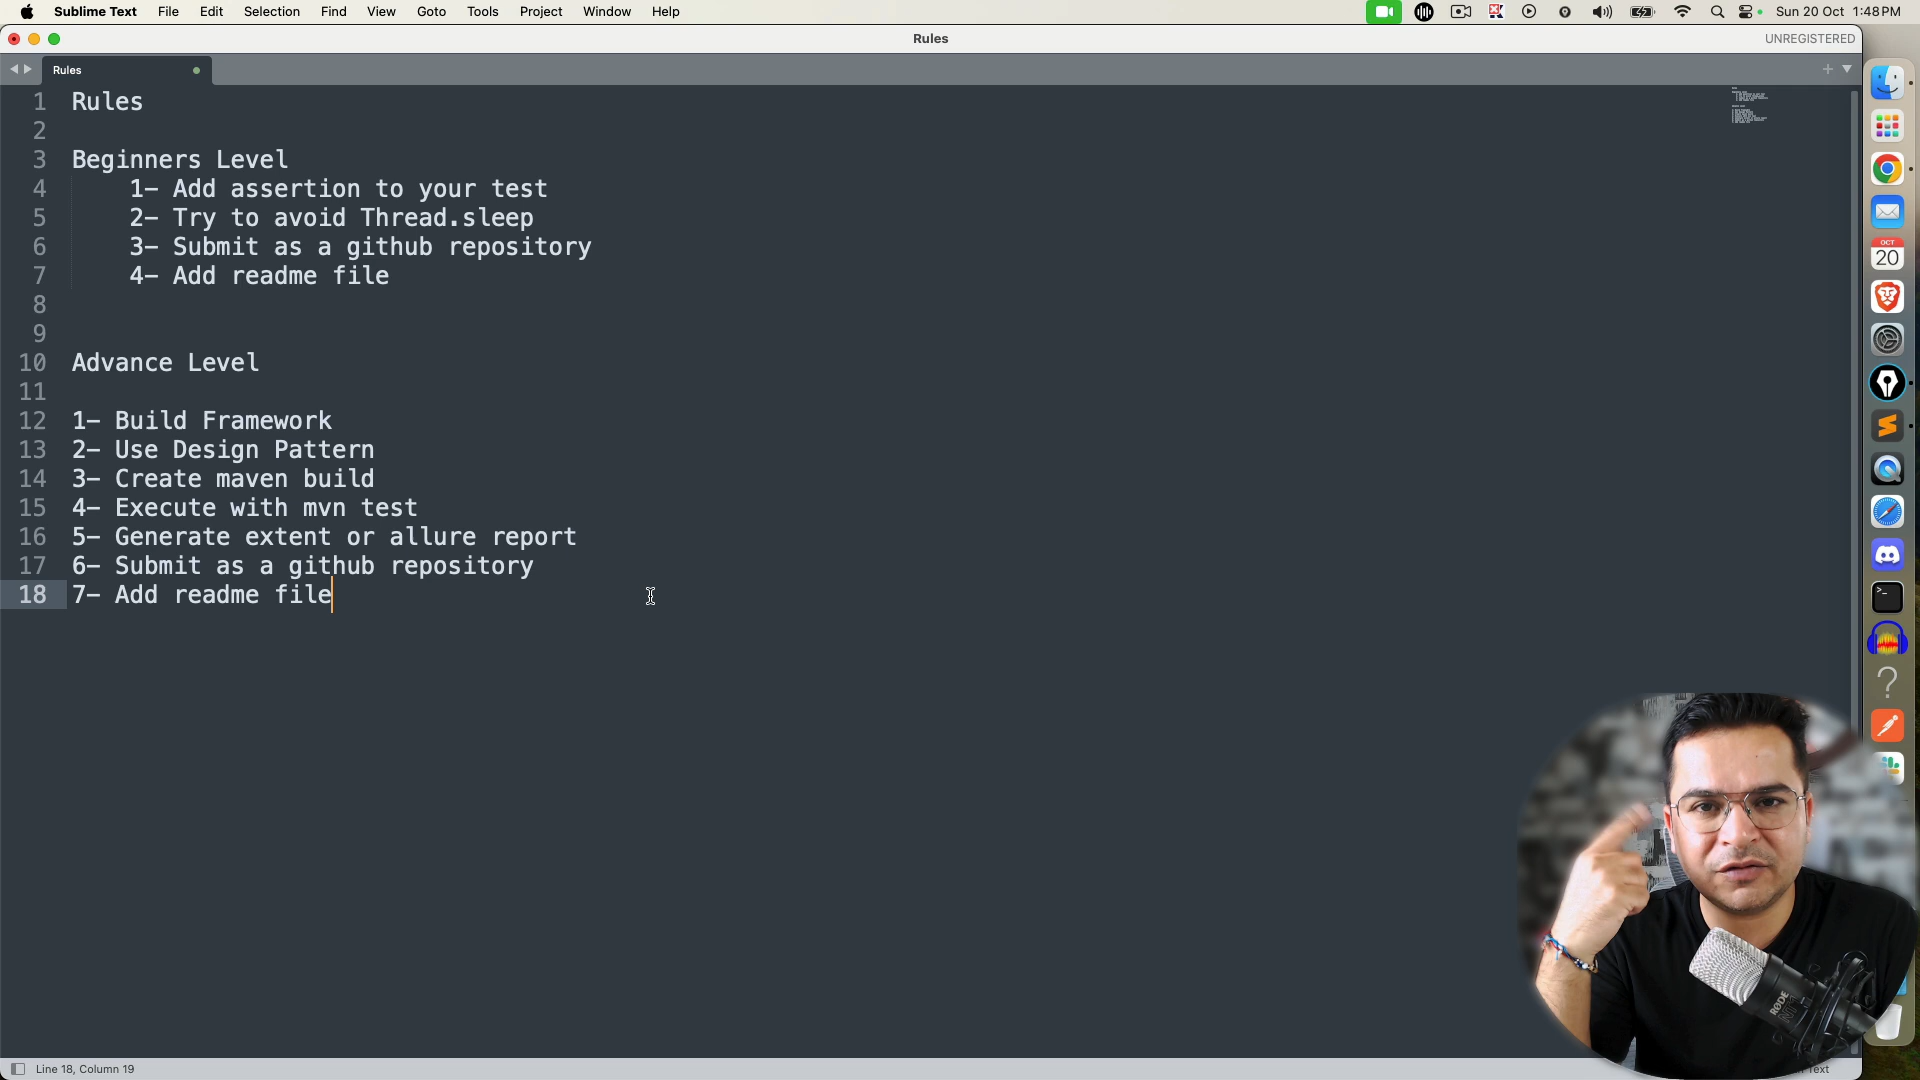 Sublime Text File Edit Selection Find View Goto Tools Project Window Help Sun 20 Oct 1:48 PM
Rules UNREGISTERED
Rules
1 Rules
2
3 Beginners Level
4 1- Add assertion to your test
5 2- Try to avoid Thread.sleep
6 3- Submit as a github repository
7 4- Add readme file
8
9
10 Advance Level
11
12 1- Build Framework
13 2- Use Design Pattern
14 3- Create maven build
15 4- Execute with mvn test
16 5- Generate extent or allure report
17 6- Submit as a github repository
18 7- Add readme file
OCT
20
RØDE
NT1
Line 18, Column 19
Text